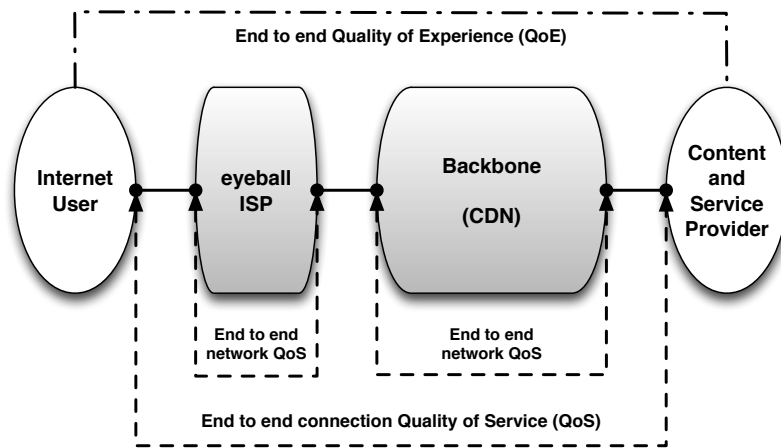 End to end Quality of Experience (QoE)
Internet
User
eyeball
ISP
Backbone
(CDN)
Content
and
Service
Provider
End to end
network QoS
End to end
network QoS
End to end connection Quality of Service (QoS)